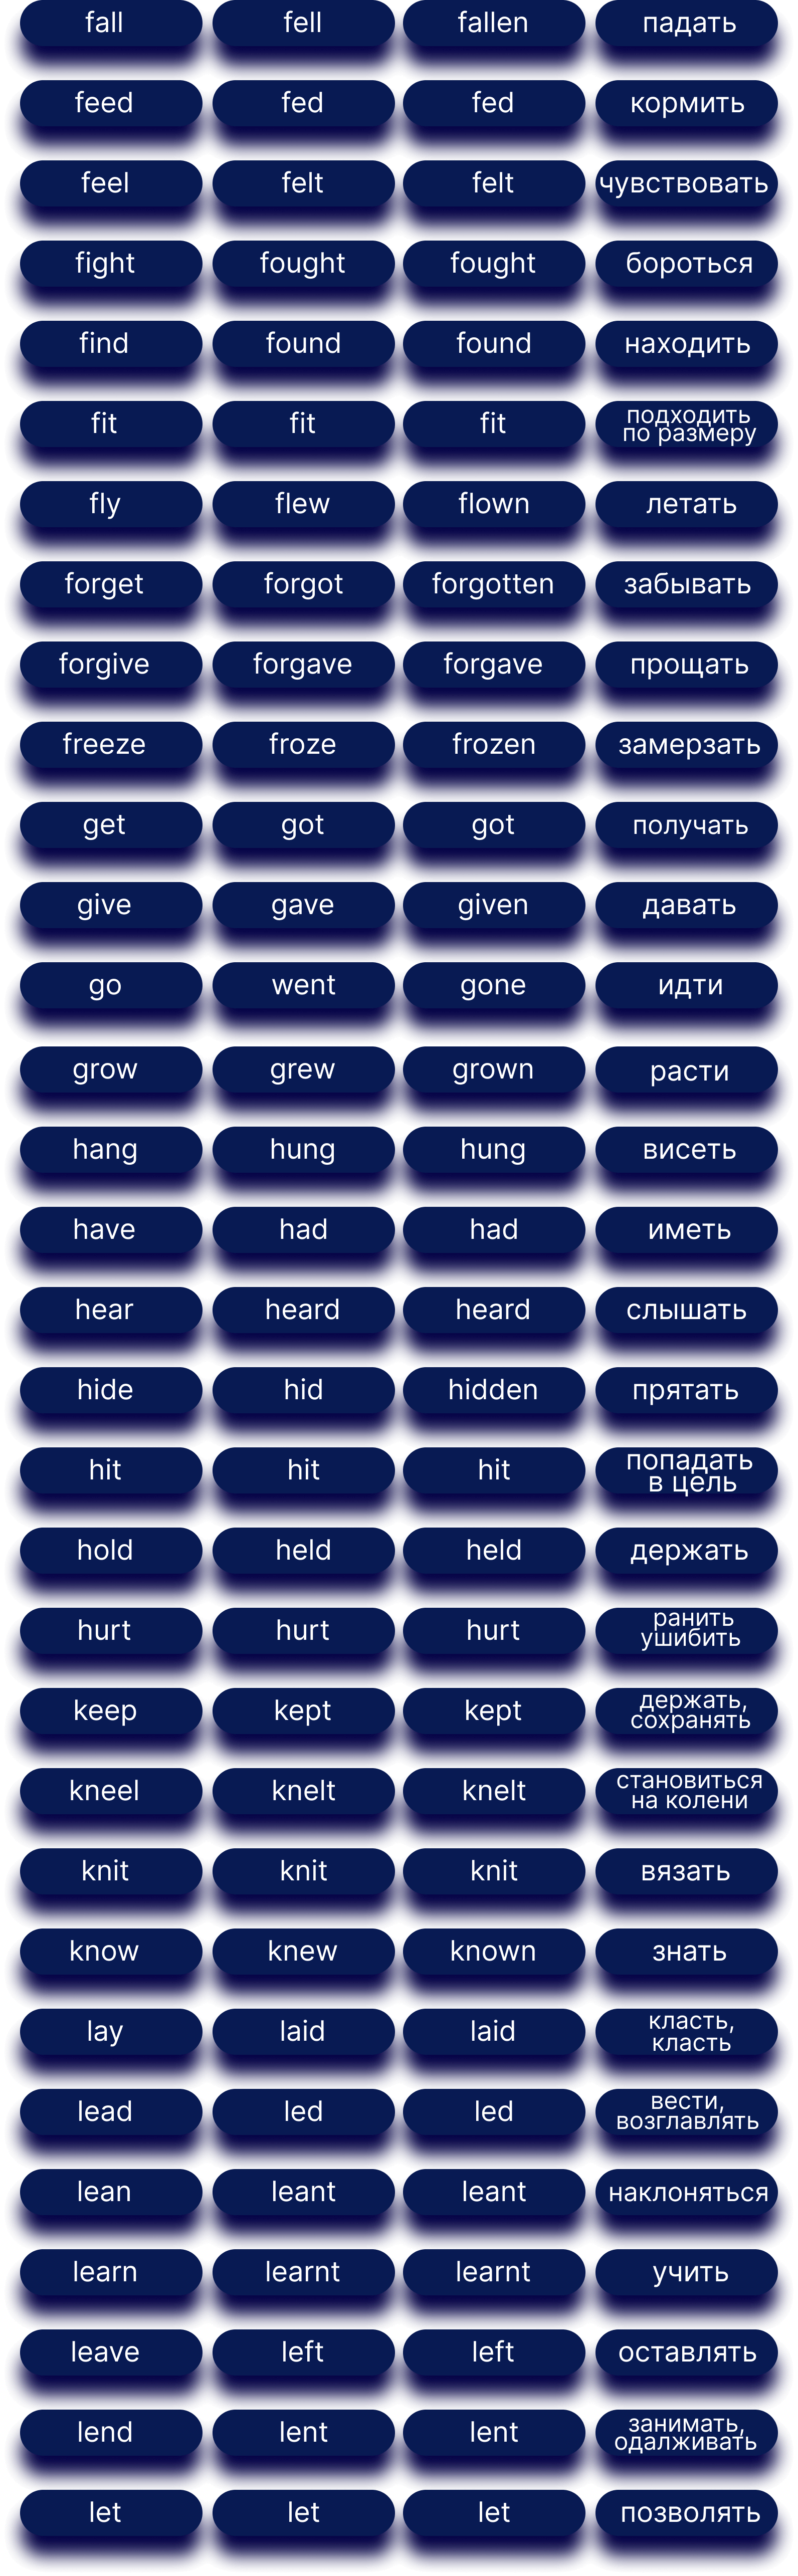 fall fell fallen падать
feed fed fed кормить
feel felt felt чувствовать
fight fought fought бороться
find found found находить
fit fit fit подходить
по размеру
fly flew flown летать
forget forgot forgotten забывать
forgive forgave forgave прощать
freeze froze frozen замерзать
get got got получать
give gave given давать
go went gone идти
grow grew grown расти
hang hung hung висеть
have had had иметь
hear heard heard слышать
hide hid hidden прятать
hit hit hit попадать
в цель
hold held held держать
hurt hurt hurt ранить
ушибить
keep kept kept держать,
сохранять
kneel knelt knelt становиться
на колени
knit knit knit вязать
know knew known знать
lay laid laid класть,
класть
lead led led вести,
возглавлять
lean leant leant наклоняться
learn learnt learnt учить
leave left left оставлять
lend lent lent занимать,
одалживать
let let let позволять